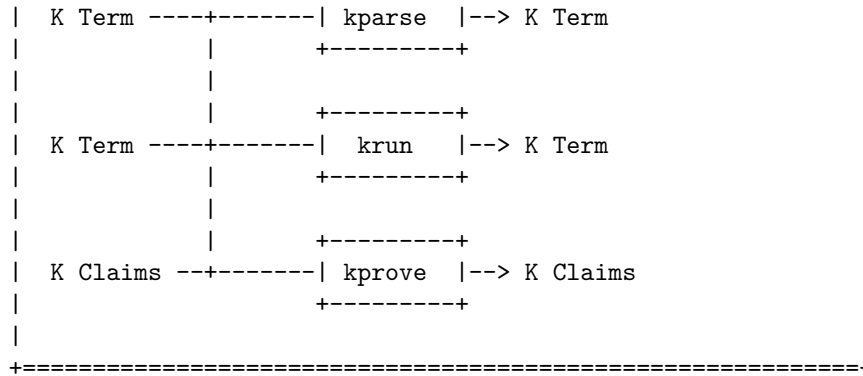 |  K Term ----+-------| kparse  |--> K Term
|             |       +---------+
|             |
|             |       +---------+
|  K Term ----+-------|  krun   |--> K Term
|             |       +---------+
|             |
|             |       +---------+
|  K Claims --+-------| kprove  |--> K Claims
|                     +---------+
|
+============================================================+